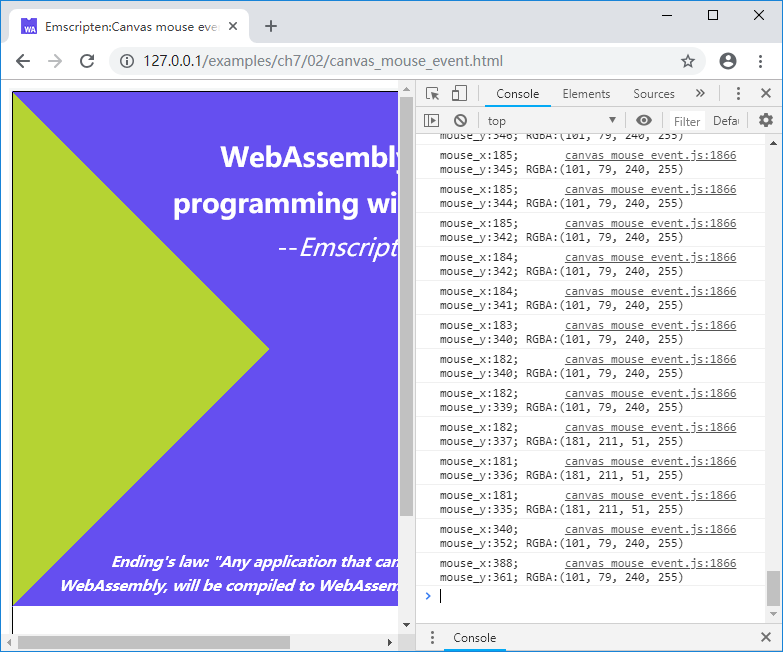 Emscripten:Canvas mouse eve
127.0.0.1/examples/ch7/02/canvas_mouse_event.html
WebAssembly
programming wi
--Emscript
Ending's law: "Any application that can
WebAssembly, will be compiled to WebAssem
Console Elements Sources »
top Filter Defau
mouse_y:346; RGBA:(101, 79, 240, 255)
mouse_x:185; canvas_mouse_event.js:1866
mouse_y:345; RGBA:(101, 79, 240, 255)
mouse_x:185; canvas_mouse_event.js:1866
mouse_y:344; RGBA:(101, 79, 240, 255)
mouse_x:185; canvas_mouse_event.js:1866
mouse_y:342; RGBA:(101, 79, 240, 255)
mouse_x:184; canvas_mouse_event.js:1866
mouse_y:342; RGBA:(101, 79, 240, 255)
mouse_x:184; canvas_mouse_event.js:1866
mouse_y:341; RGBA:(101, 79, 240, 255)
mouse_x:183; canvas_mouse_event.js:1866
mouse_y:340; RGBA:(101, 79, 240, 255)
mouse_x:182; canvas_mouse_event.js:1866
mouse_y:340; RGBA:(101, 79, 240, 255)
mouse_x:182; canvas_mouse_event.js:1866
mouse_y:339; RGBA:(101, 79, 240, 255)
mouse_x:182; canvas_mouse_event.js:1866
mouse_y:337; RGBA:(181, 211, 51, 255)
mouse_x:181; canvas_mouse_event.js:1866
mouse_y:336; RGBA:(181, 211, 51, 255)
mouse_x:181; canvas_mouse_event.js:1866
mouse_y:335; RGBA:(181, 211, 51, 255)
mouse_x:340; canvas_mouse_event.js:1866
mouse_y:352; RGBA:(101, 79, 240, 255)
mouse_x:388; canvas_mouse_event.js:1866
mouse_y:361; RGBA:(101, 79, 240, 255)
Console